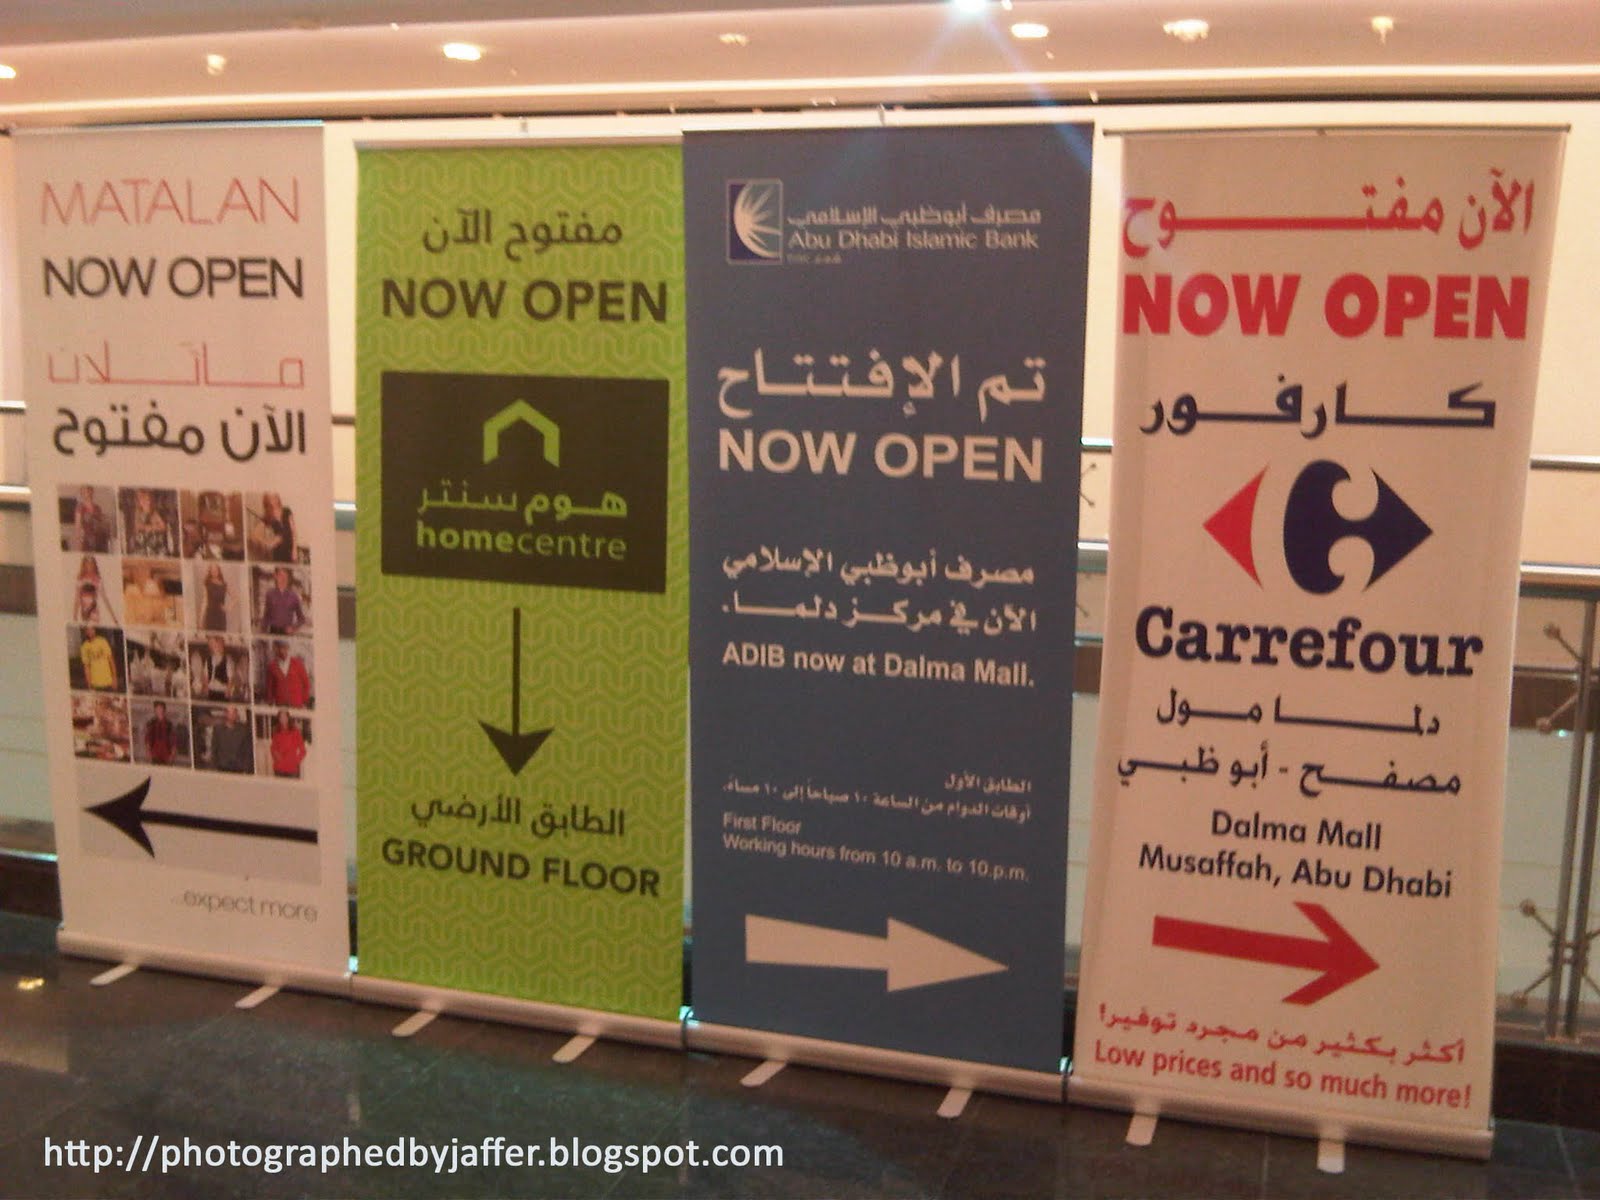 MATALAN
NOW OPEN
ماتلان
الآن مفتوح
...expect more
مفتوح الآن
NOW OPEN
هوم سنتر
homecentre
الطابق الأرضي
GROUND FLOOR
مصرف أبوظبي الإسلامي
Abu Dhabi Islamic Bank
تم الإفتتاح
NOW OPEN
مصرف أبوظبي الإسلامي
الآن في مركز دلما.
ADIB now at Dalma Mall.
الطابق الأول
أوقات الدوام من الساعة ١٠ صباحاً إلى ١٠ مساءً.
First Floor
Working hours from 10 a.m. to 10.p.m.
الآن مفتوح
NOW OPEN
كارفور
Carrefour
دلما مول
مصفح - أبو ظبي
Dalma Mall
Musaffah, Abu Dhabi
أكثر بكثير من مجرد توفير!
Low prices and so much more!
http://photographedbyjaffer.blogspot.com